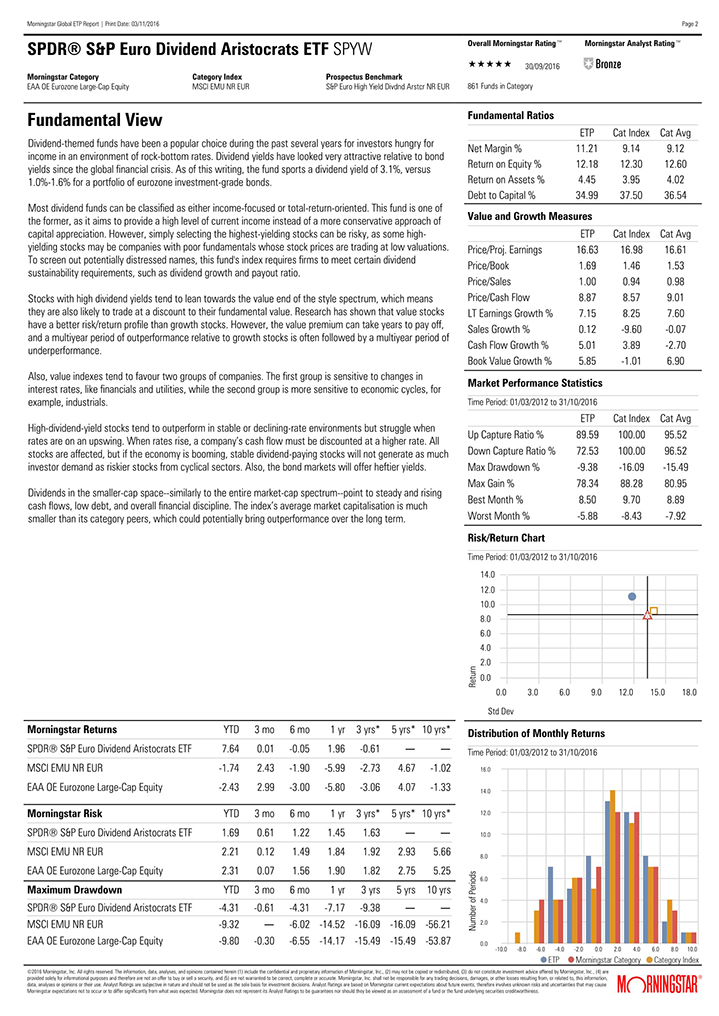 Morningstar Global ETP Report | Print Date: 03/11/2016 Page 2
SPDR® S&P Euro Dividend Aristocrats ETF SPYW
Overall Morningstar Rating™ Morningstar Analyst Rating™
★★★★★ 30/09/2016 Bronze
861 Funds in Category
Morningstar Category Category Index Prospectus Benchmark
EAA OE Eurozone Large-Cap Equity MSCI EMU NR EUR S&P Euro High Yield Divdnd Arstcr NR EUR
Fundamental View
Dividend-themed funds have been a popular choice during the past several years for investors hungry for
income in an environment of rock-bottom rates. Dividend yields have looked very attractive relative to bond
yields since the global financial crisis. As of this writing, the fund sports a dividend yield of 3.1%, versus
1.0%-1.6% for a portfolio of eurozone investment-grade bonds.
Most dividend funds can be classified as either income-focused or total-return-oriented. This fund is one of
the former, as it aims to provide a high level of current income instead of a more conservative approach of
capital appreciation. However, simply selecting the highest-yielding stocks can be risky, as some high-
yielding stocks may be companies with poor fundamentals whose stock prices are trading at low valuations.
To screen out potentially distressed names, this fund's index requires firms to meet certain dividend
sustainability requirements, such as dividend growth and payout ratio.
Stocks with high dividend yields tend to lean towards the value end of the style spectrum, which means
they are also likely to trade at a discount to their fundamental value. Research has shown that value stocks
have a better risk/return profile than growth stocks. However, the value premium can take years to pay off,
and a multiyear period of outperformance relative to growth stocks is often followed by a multiyear period of
underperformance.
Also, value indexes tend to favour two groups of companies. The first group is sensitive to changes in
interest rates, like financials and utilities, while the second group is more sensitive to economic cycles, for
example, industrials.
High-dividend-yield stocks tend to outperform in stable or declining-rate environments but struggle when
rates are on an upswing. When rates rise, a company's cash flow must be discounted at a higher rate. All
stocks are affected, but if the economy is booming, stable dividend-paying stocks will not generate as much
investor demand as riskier stocks from cyclical sectors. Also, the bond markets will offer heftier yields.
Dividends in the smaller-cap space--similarly to the entire market-cap spectrum--point to steady and rising
cash flows, low debt, and overall financial discipline. The index's average market capitalisation is much
smaller than its category peers, which could potentially bring outperformance over the long term.
Morningstar Returns YTD 3 mo 6 mo 1 yr 3 yrs* 5 yrs* 10 yrs*
SPDR® S&P Euro Dividend Aristocrats ETF 7.64 0.01 -0.05 1.96 -0.61 — —
MSCI EMU NR EUR -1.74 2.43 -1.90 -5.99 -2.73 4.67 -1.02
EAA OE Eurozone Large-Cap Equity -2.43 2.99 -3.00 -5.80 -3.06 4.07 -1.33
Morningstar Risk YTD 3 mo 6 mo 1 yr 3 yrs* 5 yrs* 10 yrs*
SPDR® S&P Euro Dividend Aristocrats ETF 1.69 0.61 1.22 1.45 1.63 — —
MSCI EMU NR EUR 2.21 0.12 1.49 1.84 1.92 2.93 5.66
EAA OE Eurozone Large-Cap Equity 2.31 0.07 1.56 1.90 1.82 2.75 5.25
Maximum Drawdown YTD 3 mo 6 mo 1 yr 3 yrs 5 yrs 10 yrs
SPDR® S&P Euro Dividend Aristocrats ETF -4.31 -0.61 -4.31 -7.17 -9.38 — —
MSCI EMU NR EUR -9.32 — -6.02 -14.52 -16.09 -16.09 -56.21
EAA OE Eurozone Large-Cap Equity -9.80 -0.30 -6.55 -14.17 -15.49 -15.49 -53.87
Fundamental Ratios
ETP Cat Index Cat Avg
Net Margin % 11.21 9.14 9.12
Return on Equity % 12.18 12.30 12.60
Return on Assets % 4.45 3.95 4.02
Debt to Capital % 34.99 37.50 36.54
Value and Growth Measures
ETP Cat Index Cat Avg
Price/Proj. Earnings 16.63 16.98 16.61
Price/Book 1.69 1.46 1.53
Price/Sales 1.00 0.94 0.98
Price/Cash Flow 8.87 8.57 9.01
LT Earnings Growth % 7.15 8.25 7.60
Sales Growth % 0.12 -9.60 -0.07
Cash Flow Growth % 5.01 3.89 -2.70
Book Value Growth % 5.85 -1.01 6.90
Market Performance Statistics
Time Period: 01/03/2012 to 31/10/2016
ETP Cat Index Cat Avg
Up Capture Ratio % 89.59 100.00 95.52
Down Capture Ratio % 72.53 100.00 96.52
Max Drawdown % -9.38 -16.09 -15.49
Max Gain % 78.34 88.28 80.95
Best Month % 8.50 9.70 8.89
Worst Month % -5.88 -8.43 -7.92
Risk/Return Chart
Time Period: 01/03/2012 to 31/10/2016
14.0
12.0
10.0
8.0
6.0
4.0
2.0
0.0
Return
0.0 3.0 6.0 9.0 12.0 15.0 18.0
Std Dev
Distribution of Monthly Returns
Time Period: 01/03/2012 to 31/10/2016
16.0
14.0
12.0
10.0
8.0
6.0
4.0
2.0
0.0
Number of Periods
-10.0 -8.0 -6.0 -4.0 -2.0 0.0 2.0 4.0 6.0 8.0 10.0
ETP Morningstar Category Category Index
©2016 Morningstar, Inc. All rights reserved. The information, data, analyses, and opinions contained herein (1) include the confidential and proprietary information of Morningstar, Inc., (2) may not be copied or redistributed, (3) do not constitute investment advice offered by Morningstar, Inc., (4) are
provided solely for informational purposes and therefore are not an offer to buy or sell a security, and (5) are not warranted to be correct, complete or accurate. Morningstar, Inc. shall not be responsible for any trading decisions, damages, or other losses resulting from, or related to, this information,
data, analyses or opinions or their use. Analyst Ratings are subjective in nature and should not be used as the sole basis for investment decisions. Analyst Ratings are based on Morningstar current expectations about future events; therefore involves unknown risks and uncertainties that may cause
Morningstar expectations not to occur or to differ significantly from what was expected. Morningstar does not represent its Analyst Ratings to be guarantees nor should they be viewed as an assessment of a fund or the fund underlying securities creditworthiness.
MORNINGSTAR®